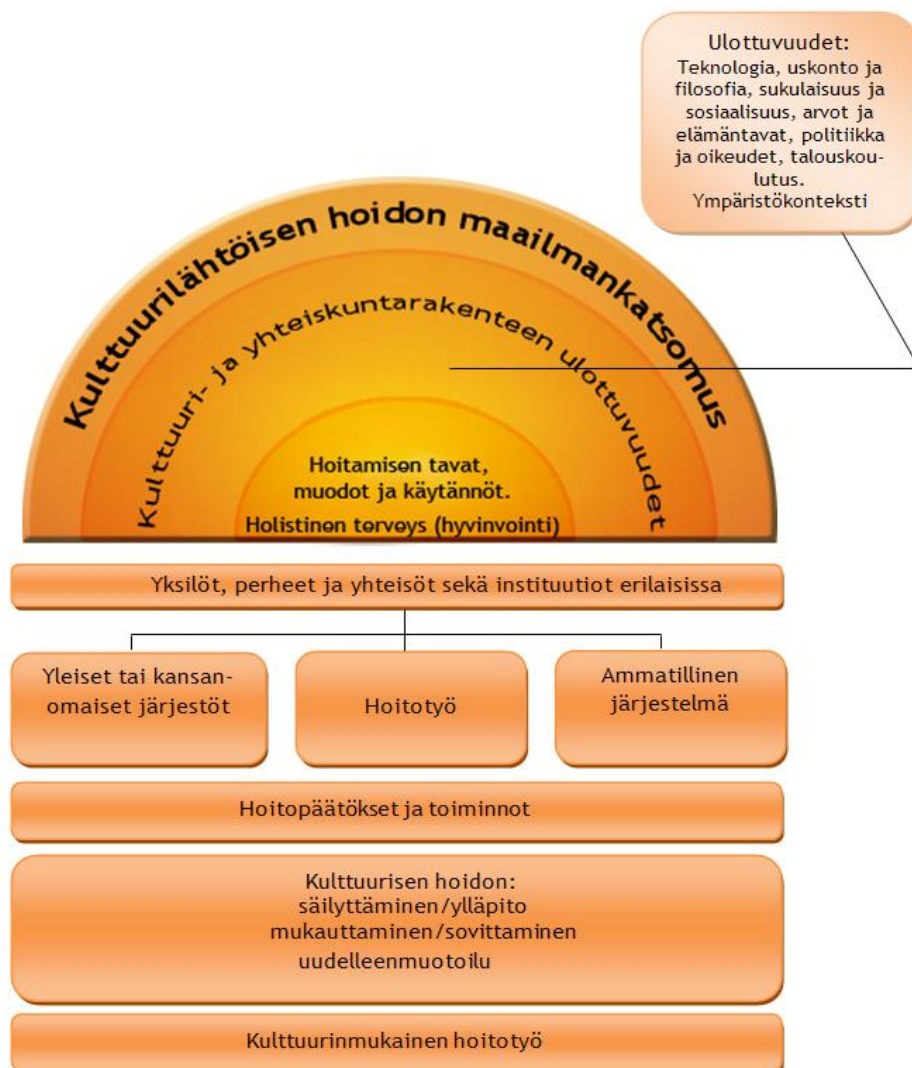 Ulottuvuudet:
Teknologia, uskonto ja
filosofia, sukulaisuus ja
sosiaalisuus, arvot ja
elämäntavat, politiikka
ja oikeudet, talouskou-
lutus.
Ympäristökonteksti
Kulttuurilähtöisen hoidon maailmankatsomus
Kulttuuri- ja yhteiskuntarakenteen ulottuvuudet
Hoitamisen tavat,
muodot ja käytännöt.
Holistinen terveys (hyvinvointi)
Yksilöt, perheet ja yhteisöt sekä instituutiot erilaisissa
Yleiset tai kansan-
omaiset järjestöt
Hoitotyö
Ammatillinen
järjestelmä
Hoitopäätökset ja toiminnot
Kulttuurisen hoidon:
säilyttäminen/ylläpito
mukauttaminen/sovittaminen
uudelleenmuotoilu
Kulttuurinmukainen hoitotyö